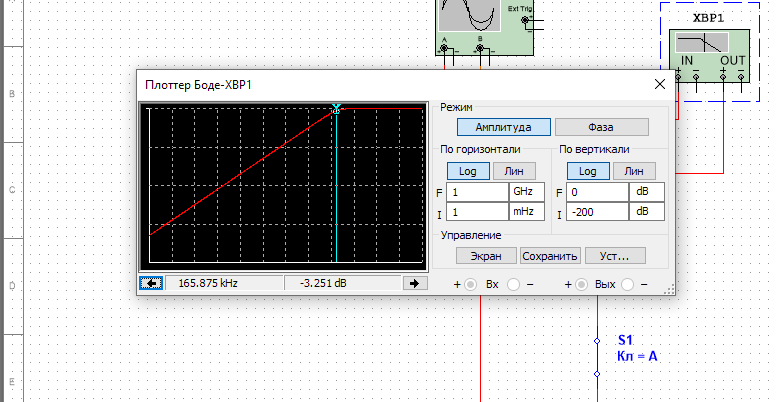 Ext Trig
A B
XBP1
IN OUT
B
C
D
E
Плоттер Боде-XBP1
Режим
Амплитуда Фаза
По горизонтали По вертикали
Log Лин Log Лин
F 1 GHz F 0 dB
I 1 mHz I -200 dB
Управление
Экран Сохранить Уст...
165.875 kHz -3.251 dB
+ Вх − + Вых −
S1
Кл = A